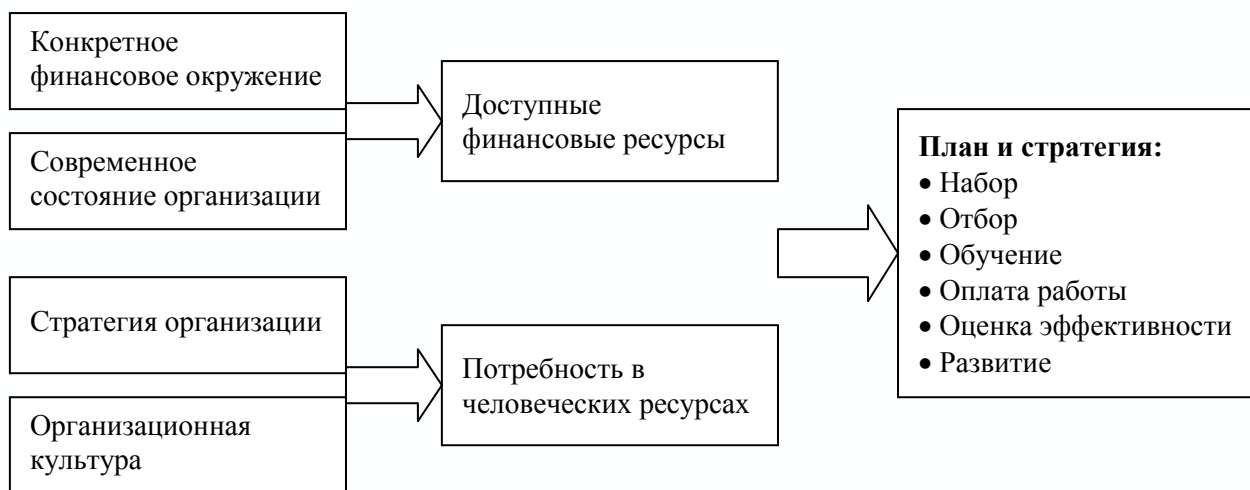 Конкретное
финансовое окружение
Современное
состояние организации
Стратегия организации
Организационная
культура
Доступные
финансовые ресурсы
Потребность в
человеческих ресурсах
План и стратегия:
• Набор
• Отбор
• Обучение
• Оплата работы
• Оценка эффективности
• Развитие